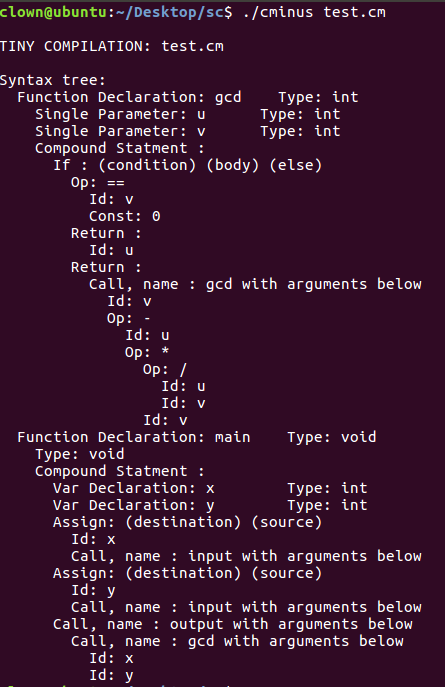 clown@ubuntu:~/Desktop/sc$ ./cminus test.cm
TINY COMPILATION: test.cm
Syntax tree:
Function Declaration: gcd    Type: int
Single Parameter: u      Type: int
Single Parameter: v      Type: int
Compound Statment :
If : (condition) (body) (else)
Op: ==
Id: v
Const: 0
Return :
Id: u
Return :
Call, name : gcd with arguments below
Id: v
Op: -
Id: u
Op: *
Op: /
Id: u
Id: v
Id: v
Function Declaration: main    Type: void
Type: void
Compound Statment :
Var Declaration: x        Type: int
Var Declaration: y        Type: int
Assign: (destination) (source)
Id: x
Call, name : input with arguments below
Assign: (destination) (source)
Id: y
Call, name : input with arguments below
Call, name : output with arguments below
Call, name : gcd with arguments below
Id: x
Id: y